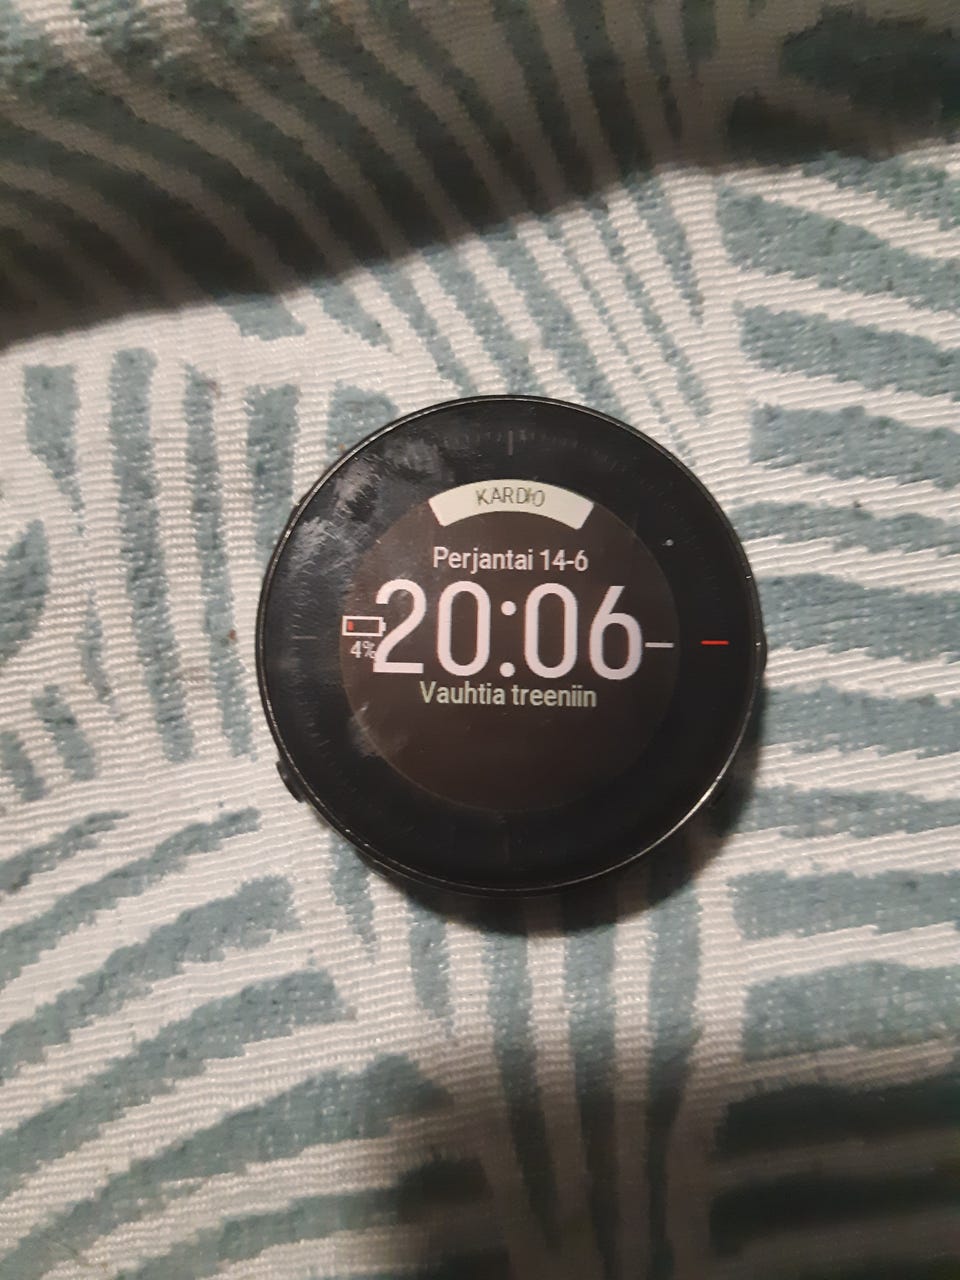 KARDIO
Perjantai 14-6
20:06
4%
Vauhtia treeniin